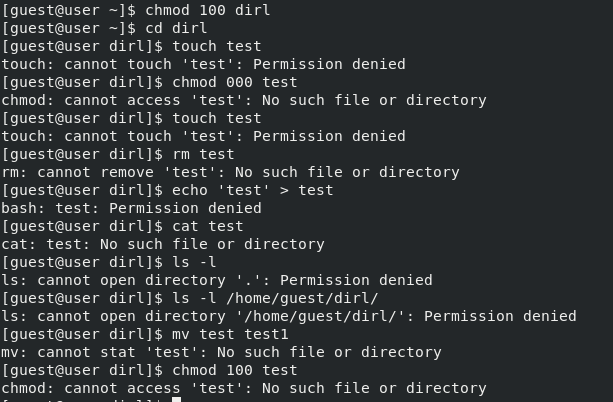 [guest@user ~]$ chmod 100 dirl
[guest@user ~]$ cd dirl
[guest@user dirl]$ touch test
touch: cannot touch 'test': Permission denied
[guest@user dirl]$ chmod 000 test
chmod: cannot access 'test': No such file or directory
[guest@user dirl]$ touch test
touch: cannot touch 'test': Permission denied
[guest@user dirl]$ rm test
rm: cannot remove 'test': No such file or directory
[guest@user dirl]$ echo 'test' > test
bash: test: Permission denied
[guest@user dirl]$ cat test
cat: test: No such file or directory
[guest@user dirl]$ ls -l
ls: cannot open directory '.': Permission denied
[guest@user dirl]$ ls -l /home/guest/dirl/
ls: cannot open directory '/home/guest/dirl/': Permission denied
[guest@user dirl]$ mv test test1
mv: cannot stat 'test': No such file or directory
[guest@user dirl]$ chmod 100 test
chmod: cannot access 'test': No such file or directory
[guest@user dirl]$